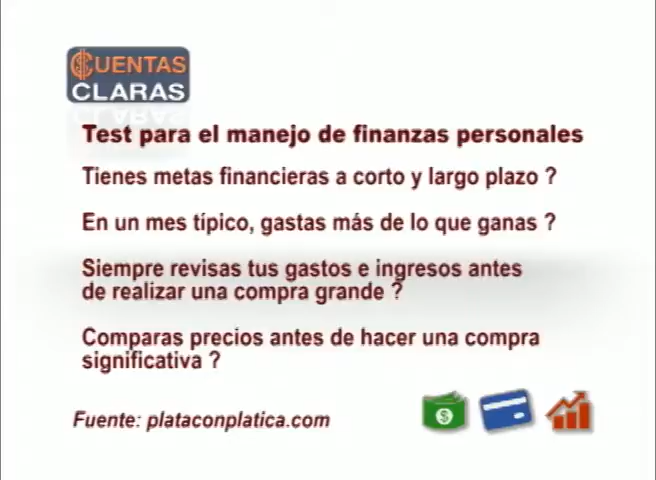 CUENTAS
CLARAS
Test para el manejo de finanzas personales
Tienes metas financieras a corto y largo plazo ?
En un mes típico, gastas más de lo que ganas ?
Siempre revisas tus gastos e ingresos antes
de realizar una compra grande ?
Comparas precios antes de hacer una compra
significativa ?
Fuente: plataconplatica.com